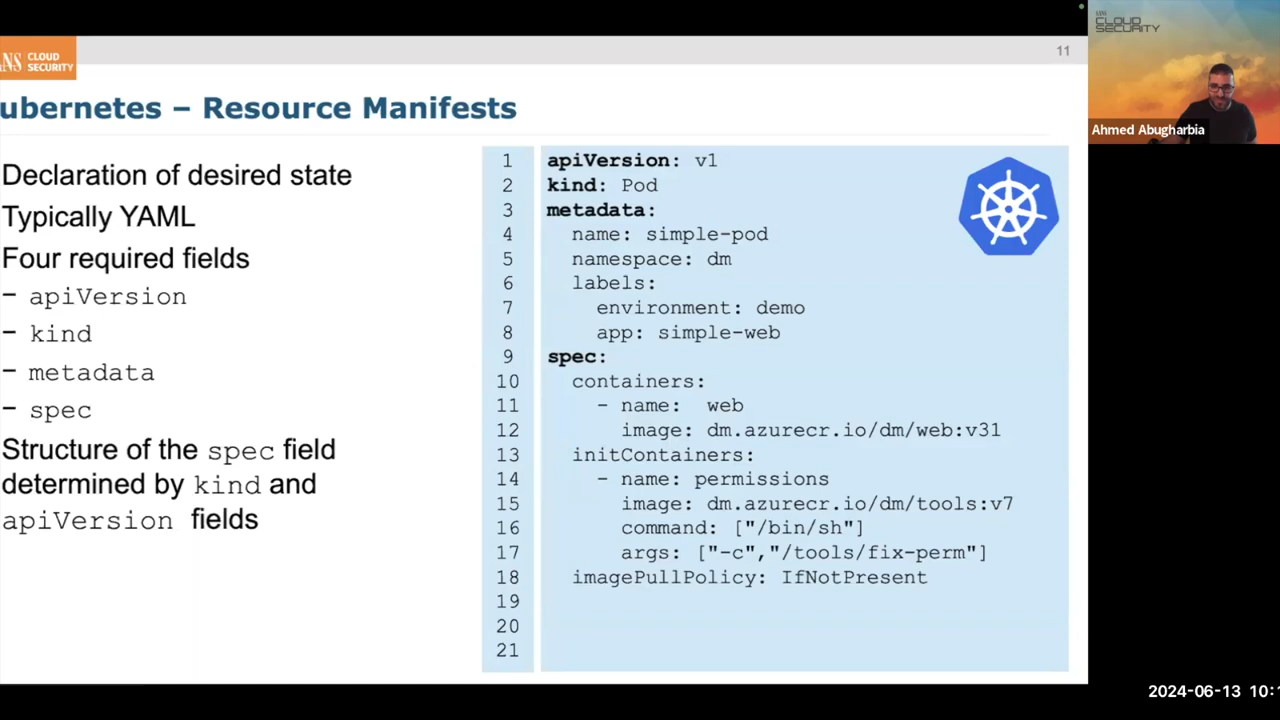 NS CLOUD
SECURITY
11
CLOUD
SECURITY
Ahmed Abugharbia
ubernetes – Resource Manifests
Declaration of desired state
Typically YAML
Four required fields
– apiVersion
– kind
– metadata
– spec
Structure of the spec field
determined by kind and
apiVersion fields
1 apiVersion: v1
2 kind: Pod
3 metadata:
4 name: simple-pod
5 namespace: dm
6 labels:
7 environment: demo
8 app: simple-web
9 spec:
10 containers:
11 - name: web
12 image: dm.azurecr.io/dm/web:v31
13 initContainers:
14 - name: permissions
15 image: dm.azurecr.io/dm/tools:v7
16 command: ["/bin/sh"]
17 args: ["-c","/tools/fix-perm"]
18 imagePullPolicy: IfNotPresent
19
20
21
2024-06-13 10: